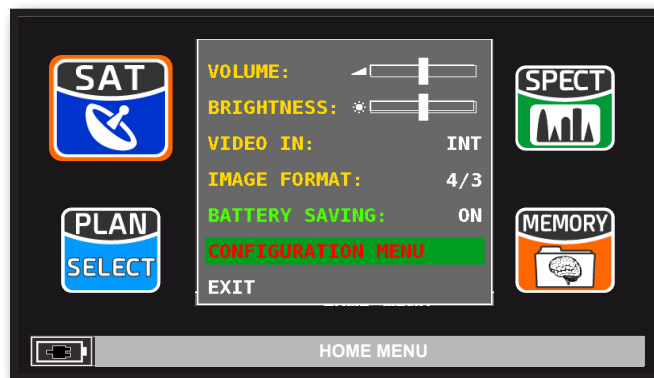 SAT
SPECT
PLAN
SELECT
MEMORY
VOLUME:
BRIGHTNESS:
VIDEO IN: INT
IMAGE FORMAT: 4/3
BATTERY SAVING: ON
CONFIGURATION MENU
EXIT
HOME MENU